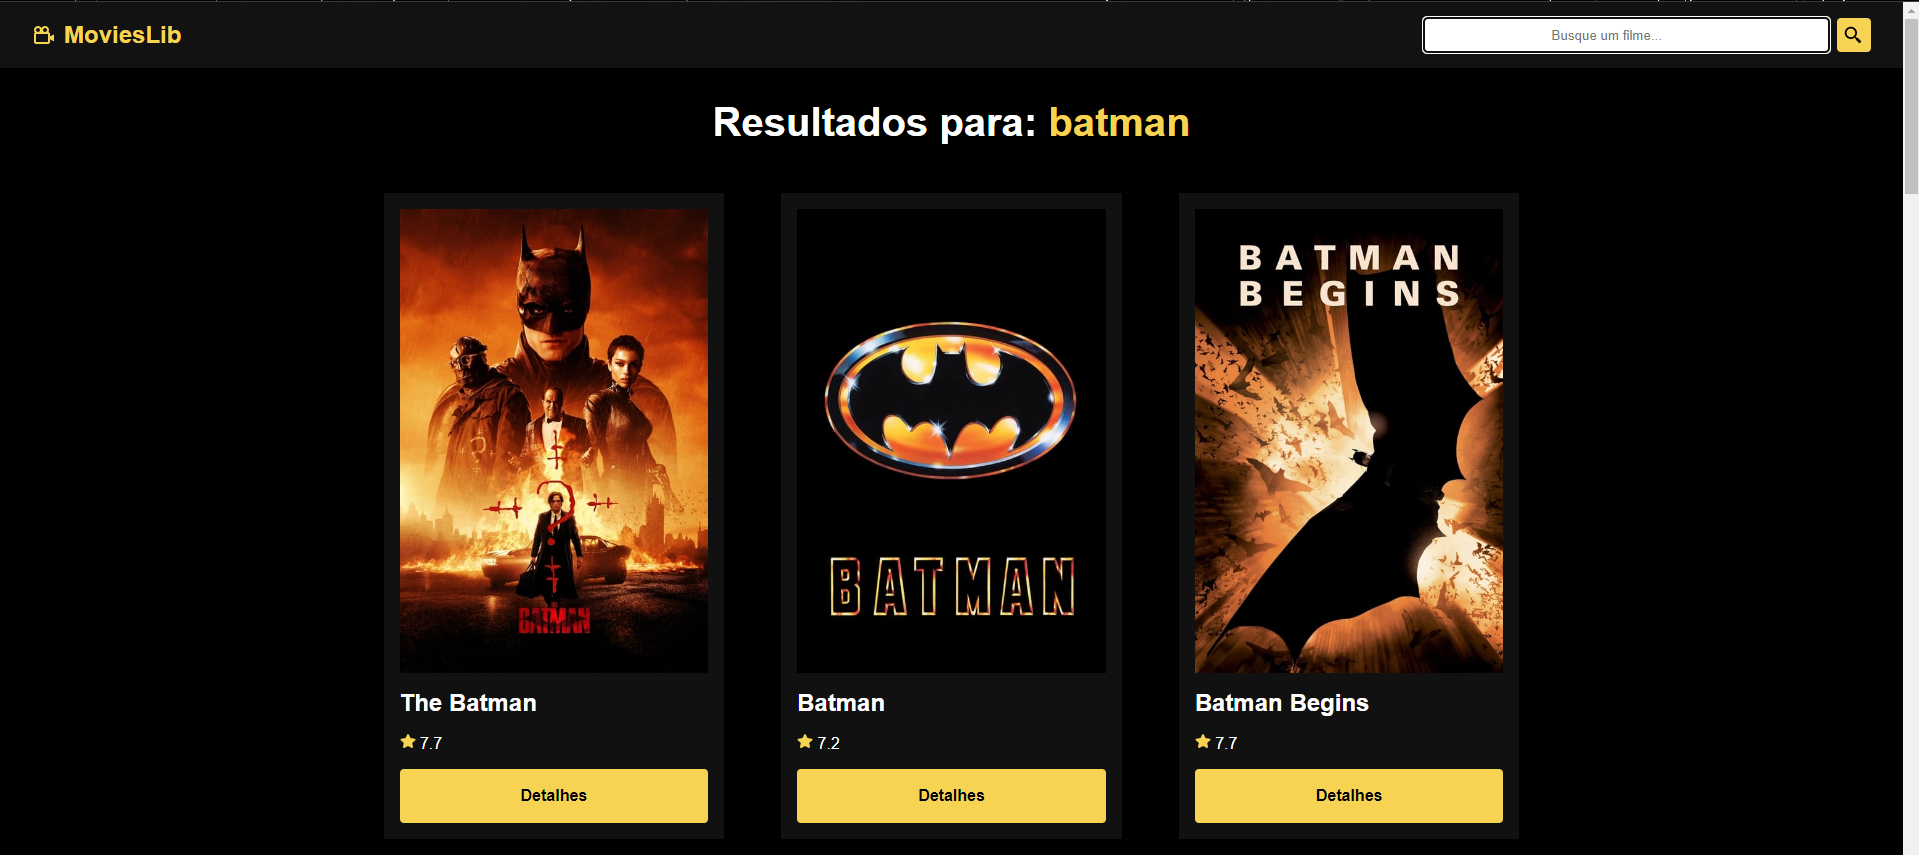 MoviesLib
Busque um filme...
Resultados para: batman
BATMAN
BATMAN
BATMAN
BEGINS
The Batman
Batman
Batman Begins
7.7
7.2
7.7
Detalhes
Detalhes
Detalhes